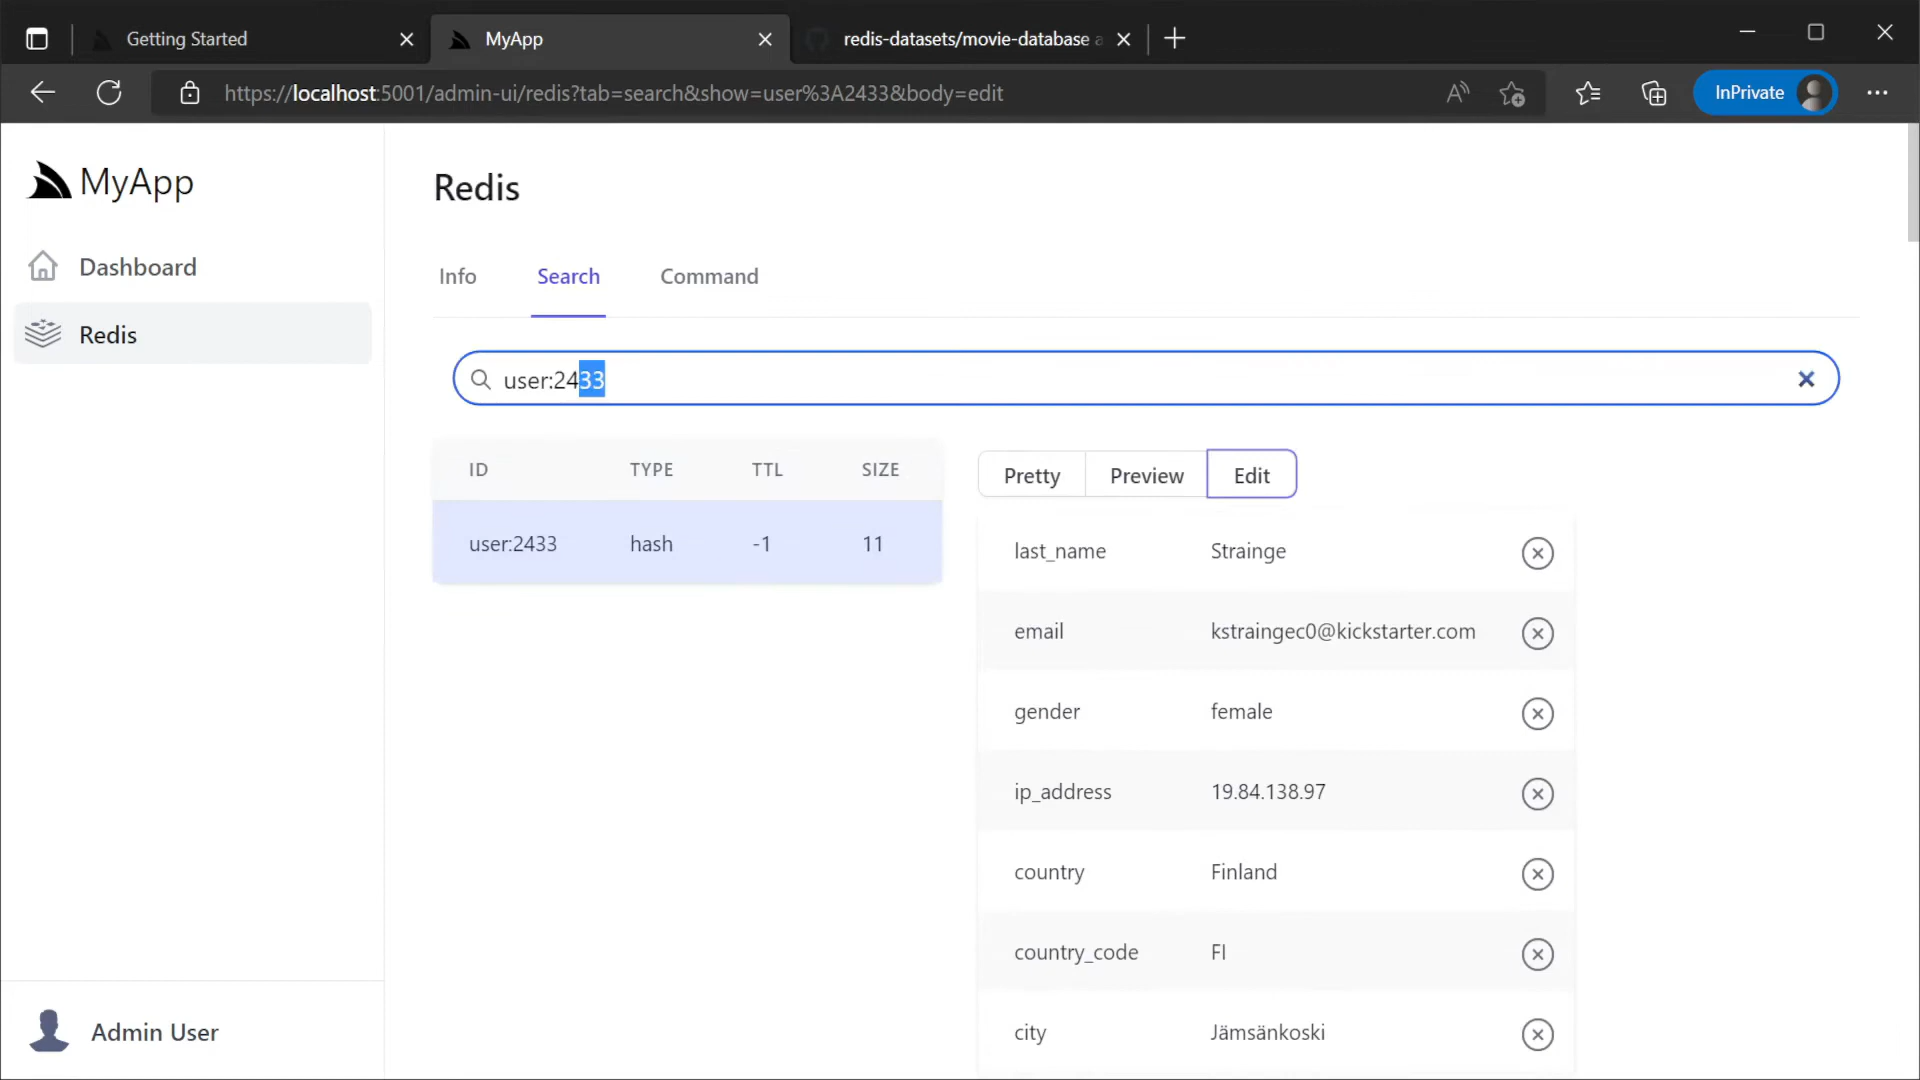 Getting Started
MyApp
redis-datasets/movie-database a
https://localhost:5001/admin-ui/redis?tab=search&show=user%3A2433&body=edit
InPrivate
MyApp
Dashboard
Redis
Admin User
Redis
Info Search Command
user:2433
ID TYPE TTL SIZE
user:2433 hash -1 11
Pretty Preview Edit
last_name Strainge
email kstraingec0@kickstarter.com
gender female
ip_address 19.84.138.97
country Finland
country_code FI
city Jämsänkoski